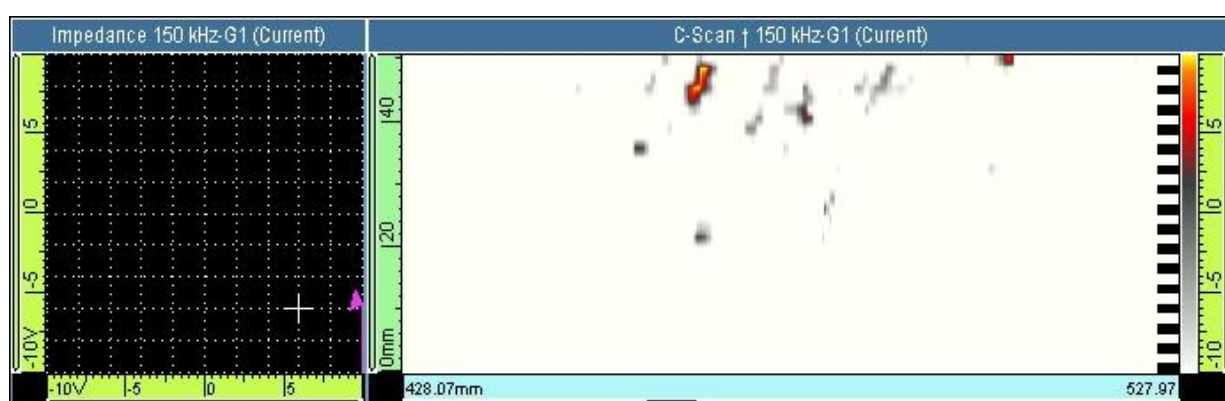 Impedance 150 kHz-G1 (Current)
C-Scan † 150 kHz-G1 (Current)
|5
|0
|-5
-10V
-10V |-5 |0 |5
|40
|20
0mm
428.07mm
527.97
|5
|0
|-5
-10